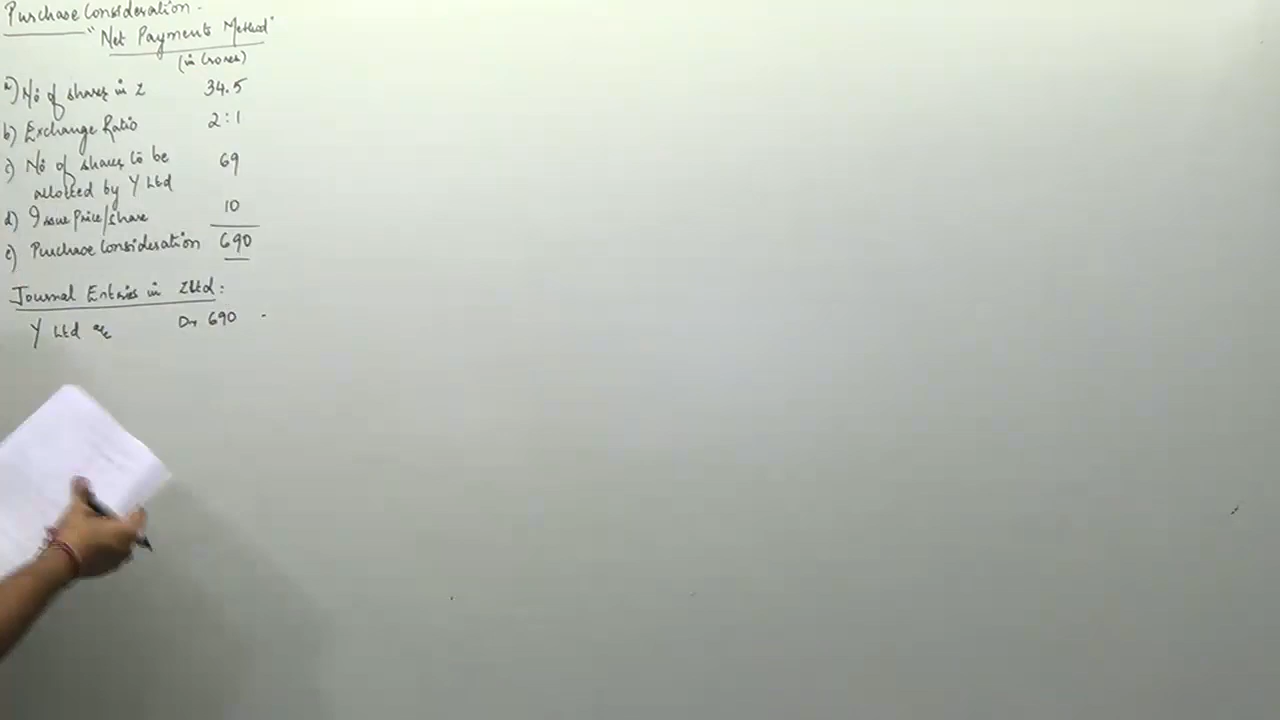 Purchase Consideration -
"Net Payments Method"
(in Crores)
a) No of shares in Z 34.5
b) Exchange Ratio 2:1
c) No of shares to be 69
allotted by Y Ltd
d) Issue Price/share 10
e) Purchase Consideration 690
Journal Entries in Z Ltd:
Y Ltd a/c Dr 690 -